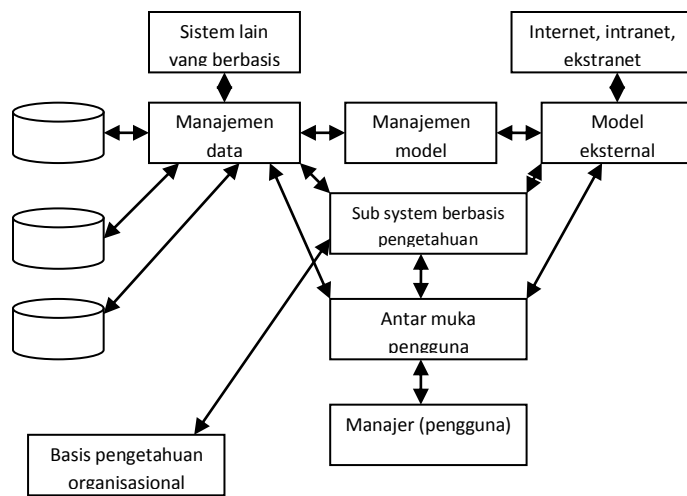 Sistem lain
yang berbasis
Internet, intranet,
ekstranet
Manajemen
data
Manajemen
model
Model
eksternal
Sub system berbasis
pengetahuan
Antar muka
pengguna
Manajer (pengguna)
Basis pengetahuan
organisasional